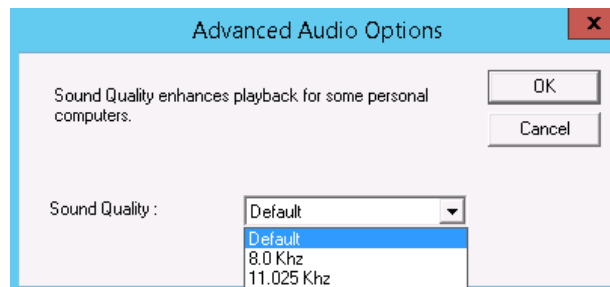 Advanced Audio Options
x
Sound Quality enhances playback for some personal
computers.
OK
Cancel
Sound Quality :
Default
Default
8.0 Khz
11.025 Khz